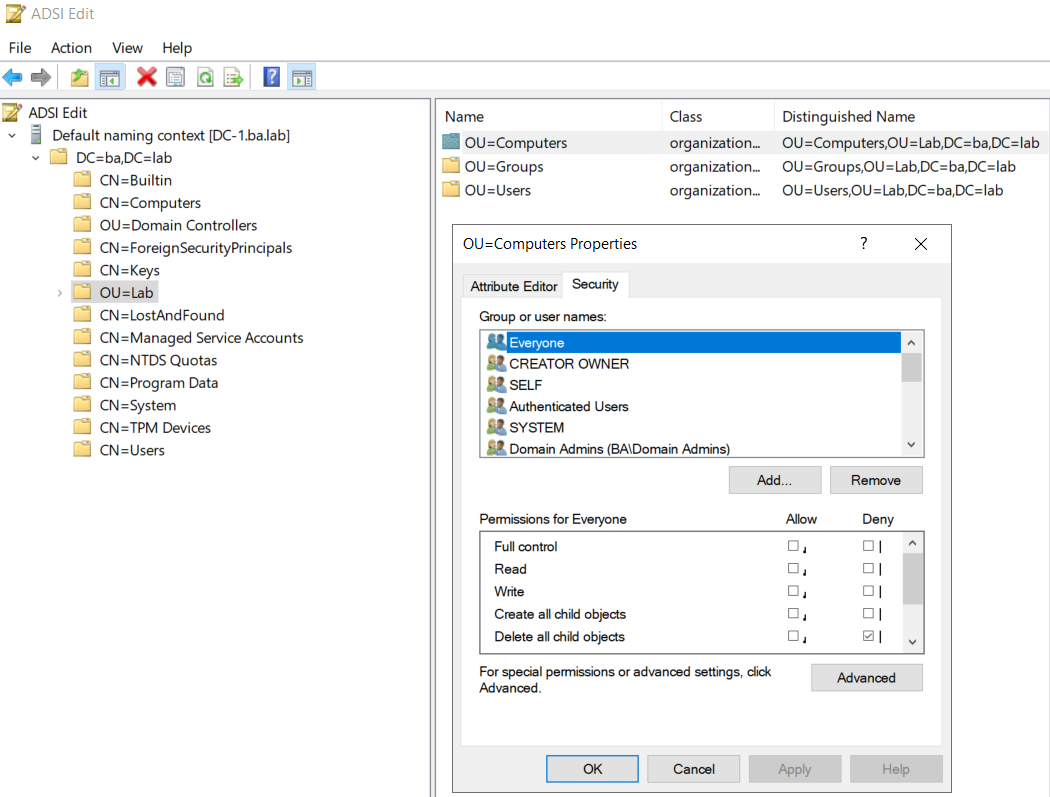 ADSI Edit
File Action View Help
ADSI Edit
Default naming context [DC-1.ba.lab]
DC=ba,DC=lab
CN=Builtin
CN=Computers
OU=Domain Controllers
CN=ForeignSecurityPrincipals
CN=Keys
OU=Lab
CN=LostAndFound
CN=Managed Service Accounts
CN=NTDS Quotas
CN=Program Data
CN=System
CN=TPM Devices
CN=Users
Name Class Distinguished Name
OU=Computers organization... OU=Computers,OU=Lab,DC=ba,DC=lab
OU=Groups organization... OU=Groups,OU=Lab,DC=ba,DC=lab
OU=Users organization... OU=Users,OU=Lab,DC=ba,DC=lab
OU=Computers Properties ?
Attribute Editor Security
Group or user names:
Everyone
CREATOR OWNER
SELF
Authenticated Users
SYSTEM
Domain Admins (BA\Domain Admins)
Add... Remove
Permissions for Everyone Allow Deny
Full control
Read
Write
Create all child objects
Delete all child objects
For special permissions or advanced settings, click
Advanced.
Advanced
OK Cancel Apply Help